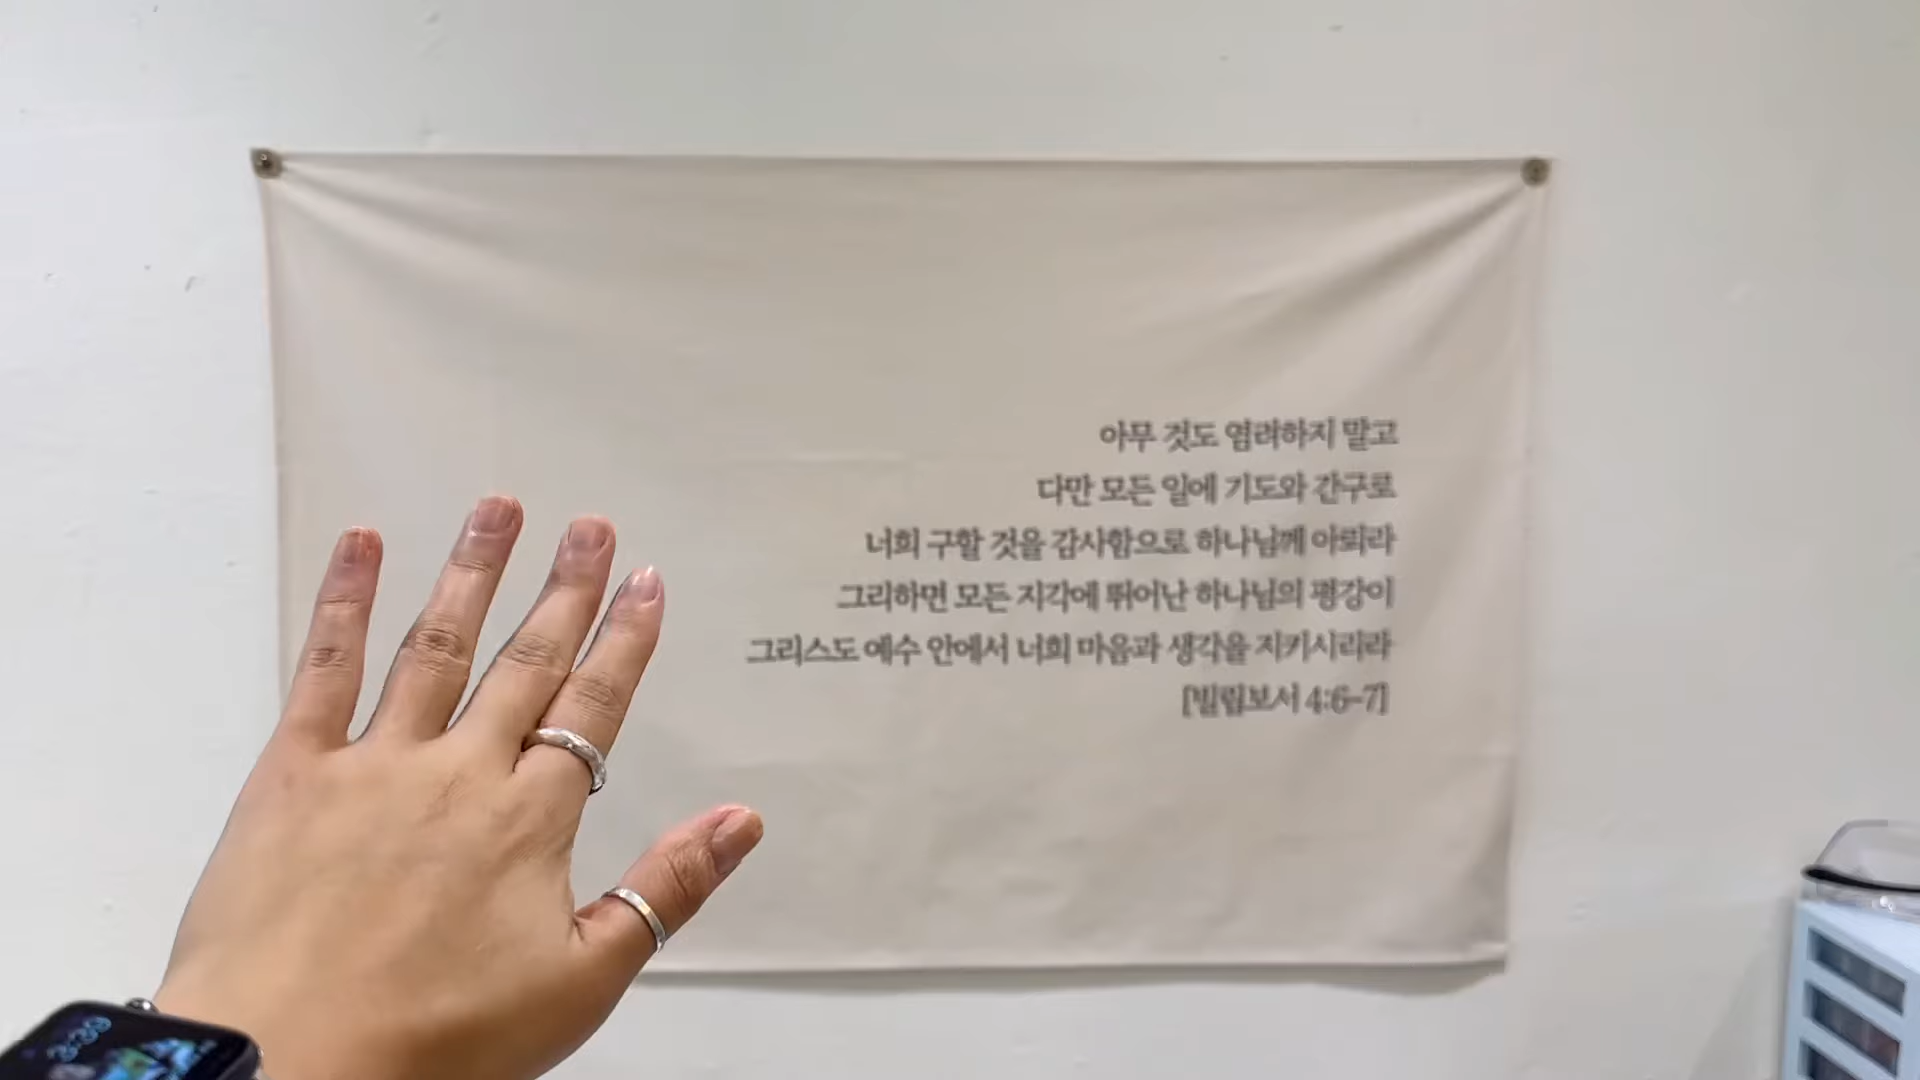 아무 것도 염려하지 말고
다만 모든 일에 기도와 간구로
너희 구할 것을 감사함으로 하나님께 아뢰라
그리하면 모든 지각에 뛰어난 하나님의 평강이
그리스도 예수 안에서 너희 마음과 생각을 지키시리라
[빌립보서 4:6-7]
3:39